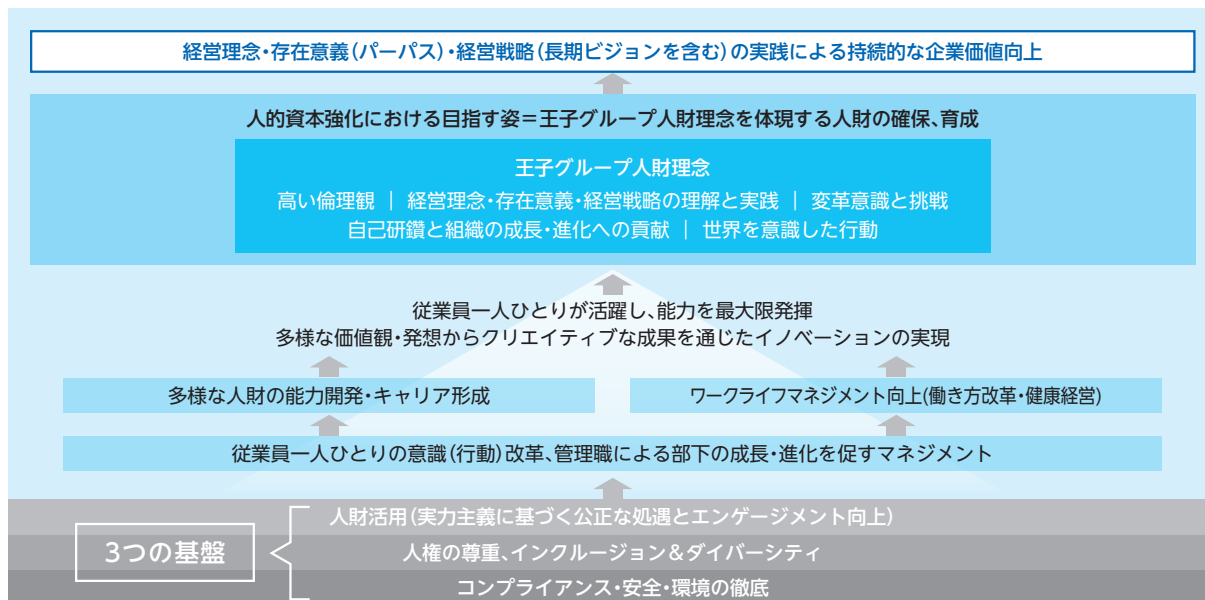 経営理念・存在意義(パーパス)・経営戦略(長期ビジョンを含む)の実践による持続的な企業価値向上
人的資本強化における目指す姿=王子グループ人財理念を体現する人財の確保、育成
王子グループ人財理念
高い倫理観 | 経営理念・存在意義・経営戦略の理解と実践 | 変革意識と挑戦
自己研鑽と組織の成長・進化への貢献 | 世界を意識した行動
従業員一人ひとりが活躍し、能力を最大限発揮
多様な価値観・発想からクリエイティブな成果を通じたイノベーションの実現
多様な人財の能力開発・キャリア形成
ワークライフマネジメント向上(働き方改革・健康経営)
従業員一人ひとりの意識(行動)改革、管理職による部下の成長・進化を促すマネジメント
3つの基盤
人財活用(実力主義に基づく公正な処遇とエンゲージメント向上)
人権の尊重、インクルージョン&ダイバーシティ
コンプライアンス・安全・環境の徹底